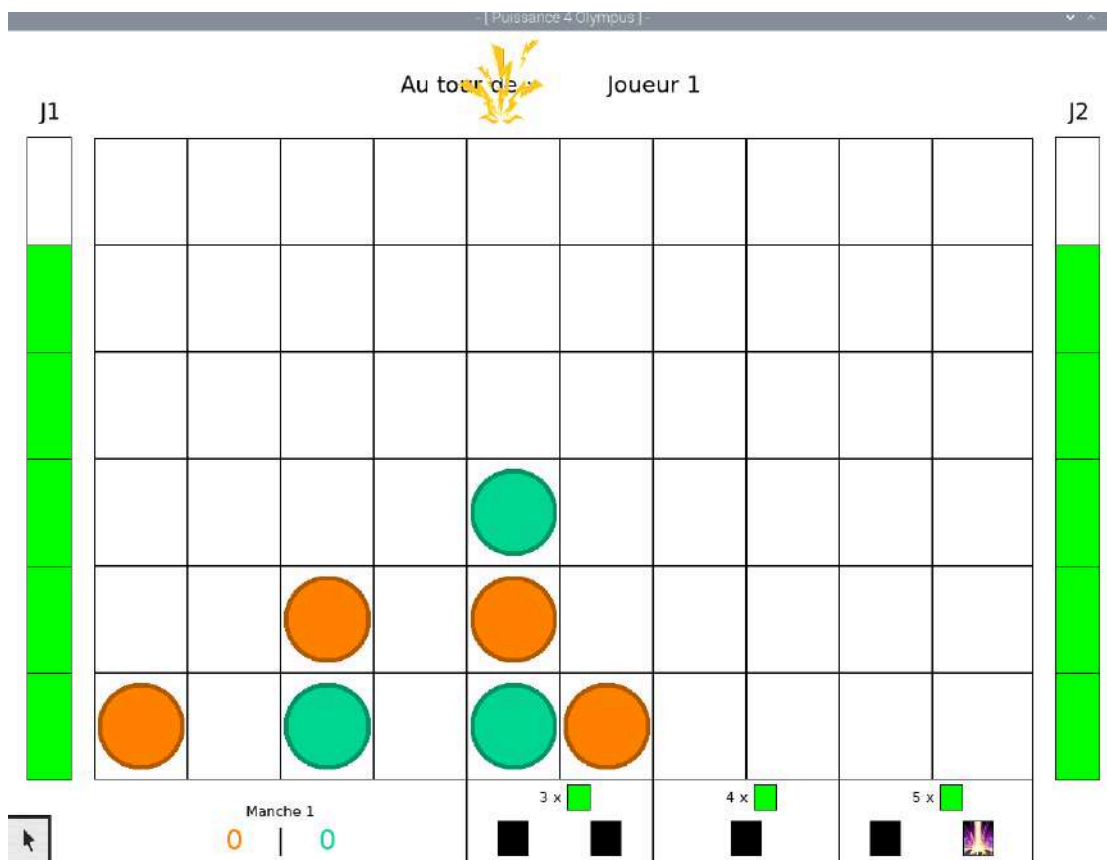 - [ Puissance 4 Olympus ] -
Au tour de Joueur 1
J1
J2
3 x
4 x
5 x
Manche 1
0 | 0